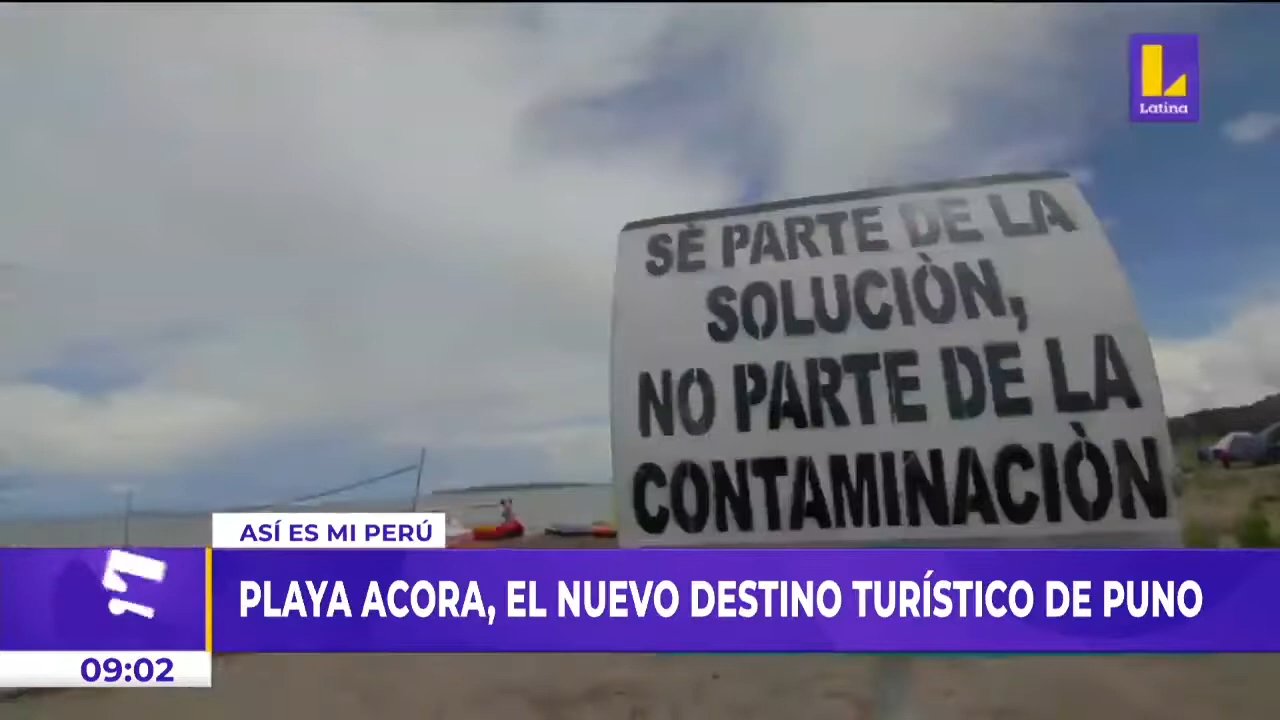 Latina
SÈ PARTE DE LA
SOLUCIÒN,
NO PARTE DE LA
CONTAMINACIÒN
ASÍ ES MI PERÚ
PLAYA ACORA, EL NUEVO DESTINO TURÍSTICO DE PUNO
09:02